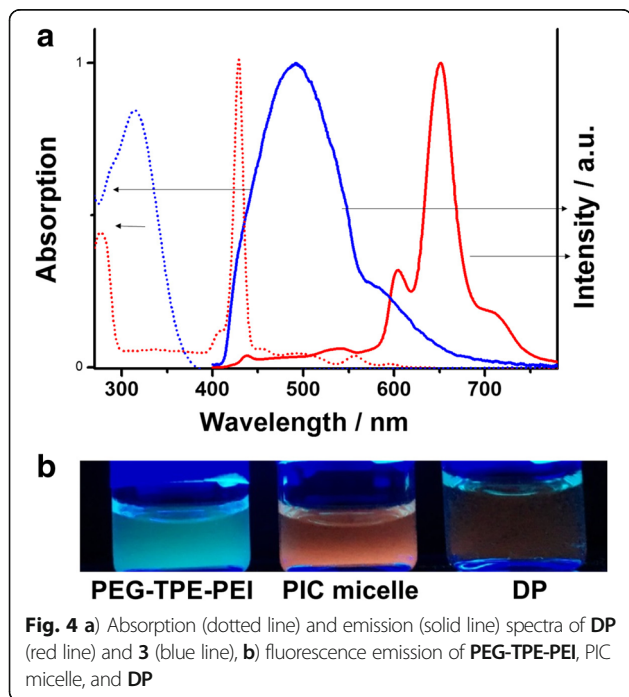 a
1
0
Absorption
Intensity / a.u.
300 400 500 600 700
Wavelength / nm
b
PEG-TPE-PEI PIC micelle DP
Fig. 4 a) Absorption (dotted line) and emission (solid line) spectra of DP
(red line) and 3 (blue line), b) fluorescence emission of PEG-TPE-PEI, PIC
micelle, and DP